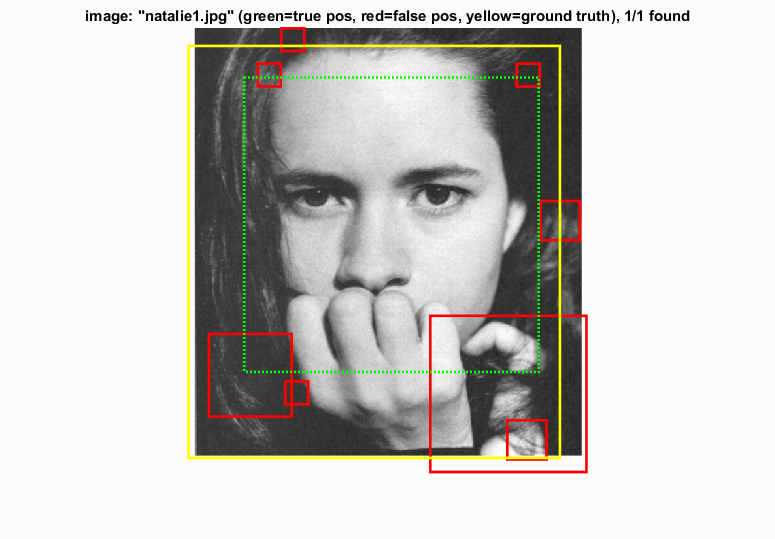 image: "natalie1.jpg" (green=true pos, red=false pos, yellow=ground truth), 1/1 found